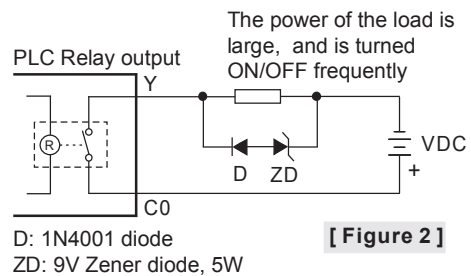 The power of the load is
large, and is turned
ON/OFF frequently
PLC Relay output
Y
R
D ZD
VDC
+
C0
D: 1N4001 diode
ZD: 9V Zener diode, 5W
[ Figure 2 ]